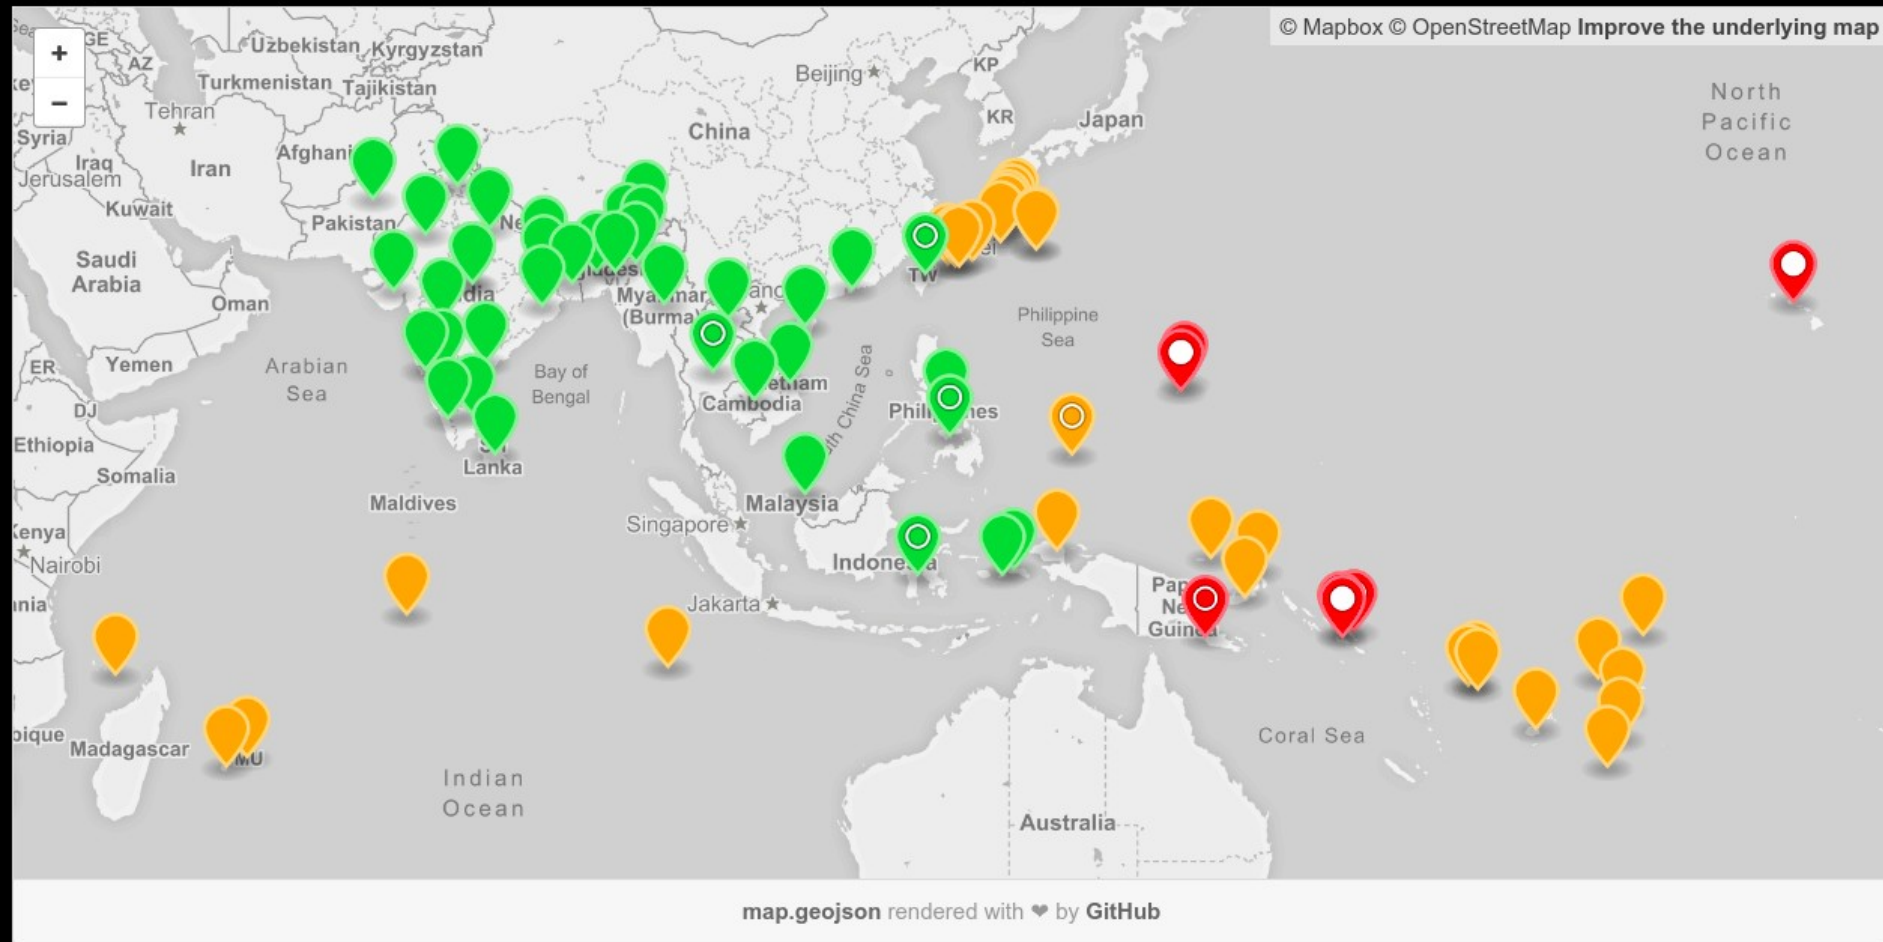 © Mapbox © OpenStreetMap Improve the underlying map
+
−
GE
AZ
Uzbekistan
Kyrgyzstan
Turkmenistan
Tajikistan
Beijing
KP
KR
Japan
North
Pacific
Ocean
Tehran
Syria
Iraq
Jerusalem
Iran
China
Kuwait
Pakistan
Saudi
Arabia
Oman
TW
(Burma)
Philippine
Sea
ER
Yemen
Arabian
Sea
Bay of
Bengal
Cambodia
DJ
Ethiopia
Somalia
Lanka
Maldives
Malaysia
Singapore
Nairobi
Jakarta
Madagascar
MU
Coral Sea
Indian
Ocean
Australia
map.geojson rendered with ❤ by GitHub